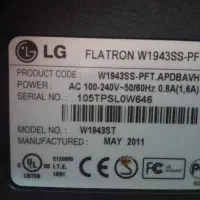 LG FLATRON W1943SS-PF
PRODUCT CODE : W1943SS-PFT.APDBAVH
POWER : AC 100-240V~50/60Hz 0.8A(1,6A)
SERIAL NO. : 105TPSL0W646
MODEL NO. : W1943ST
MANUFACTURED : MAY 2011